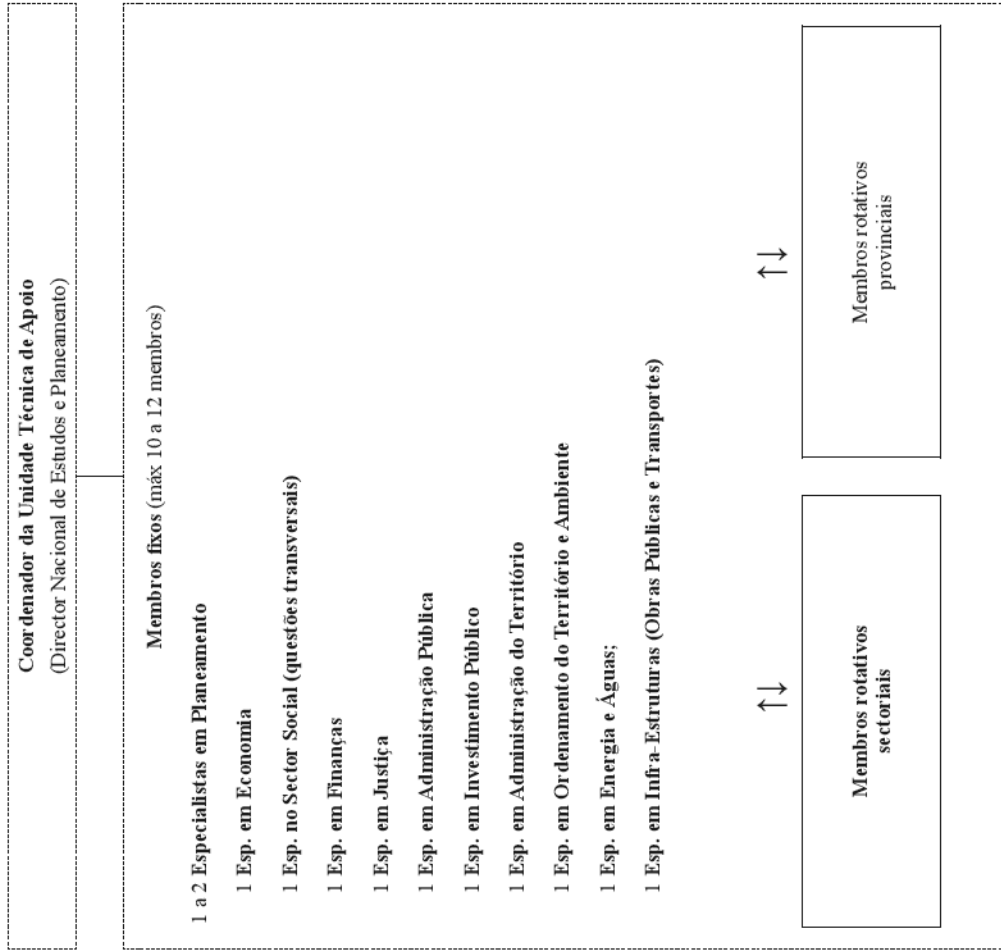 Coordenador da Unidade Técnica de Apoio
(Director Nacional de Estudos e Planeamento)
Membros fixos (máx 10 a 12 membros)
1 a 2 Especialistas em Planeamento
1 Esp. em Economia
1 Esp. no Sector Social (questões transversais)
1 Esp. em Finanças
1 Esp. em Justiça
1 Esp. em Administração Pública
1 Esp. em Investimento Público
1 Esp. em Administração do Território
1 Esp. em Ordenamento do Território e Ambiente
1 Esp. em Energia e Águas;
1 Esp. em Infra-Estruturas (Obras Públicas e Transportes)
Membros rotativos
sectoriais
Membros rotativos
provinciais